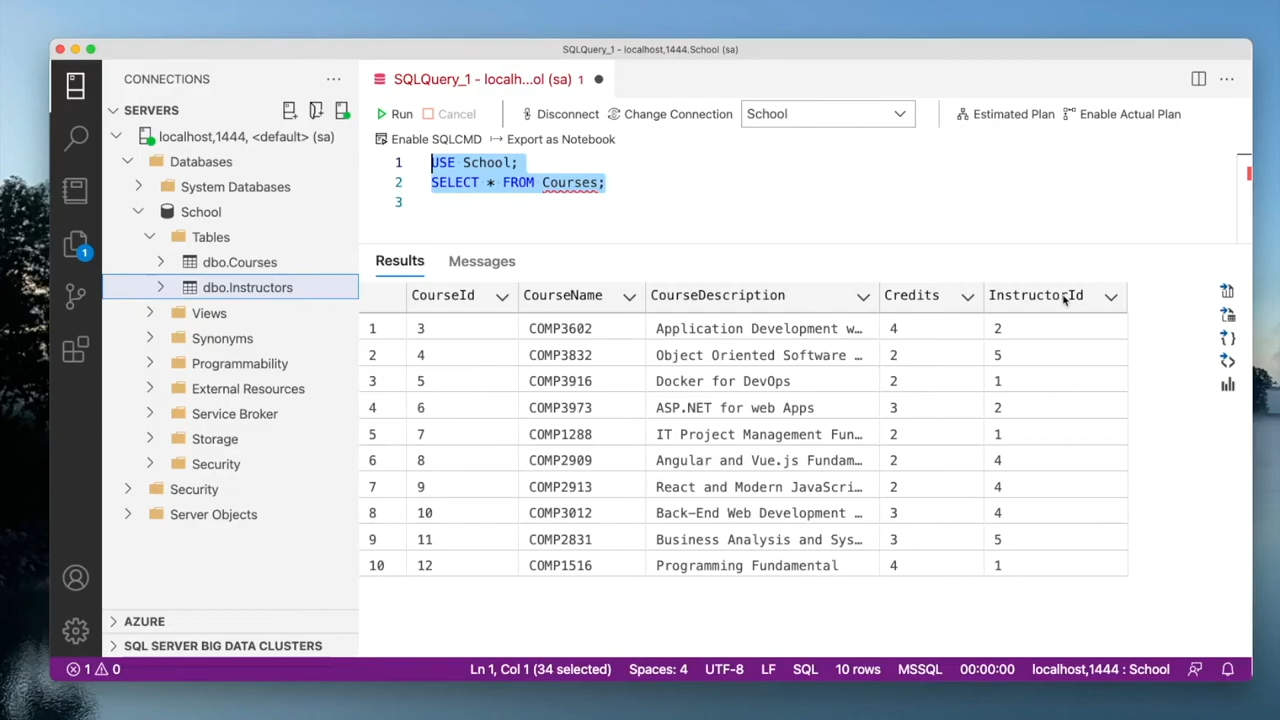 SQLQuery_1 - localhost,1444.School (sa)
CONNECTIONS
SERVERS
localhost,1444, <default> (sa)
Databases
System Databases
School
Tables
dbo.Courses
dbo.Instructors
Views
Synonyms
Programmability
External Resources
Service Broker
Storage
Security
Security
Server Objects
AZURE
SQL SERVER BIG DATA CLUSTERS
1
SQLQuery_1 - localh...ol (sa) 1
Run Cancel Disconnect Change Connection School Estimated Plan Enable Actual Plan
Enable SQLCMD Export as Notebook
1 USE School;
2 SELECT * FROM Courses;
3
Results Messages
CourseId CourseName CourseDescription Credits InstructorId
1 3 COMP3602 Application Development w… 4 2
2 4 COMP3832 Object Oriented Software … 2 5
3 5 COMP3916 Docker for DevOps 2 1
4 6 COMP3973 ASP.NET for web Apps 3 2
5 7 COMP1288 IT Project Management Fun… 2 1
6 8 COMP2909 Angular and Vue.js Fundam… 2 4
7 9 COMP2913 React and Modern JavaScri… 2 4
8 10 COMP3012 Back-End Web Development … 3 4
9 11 COMP2831 Business Analysis and Sys… 3 5
10 12 COMP1516 Programming Fundamental 4 1
1 0 Ln 1, Col 1 (34 selected) Spaces: 4 UTF-8 LF SQL 10 rows MSSQL 00:00:00 localhost,1444 : School